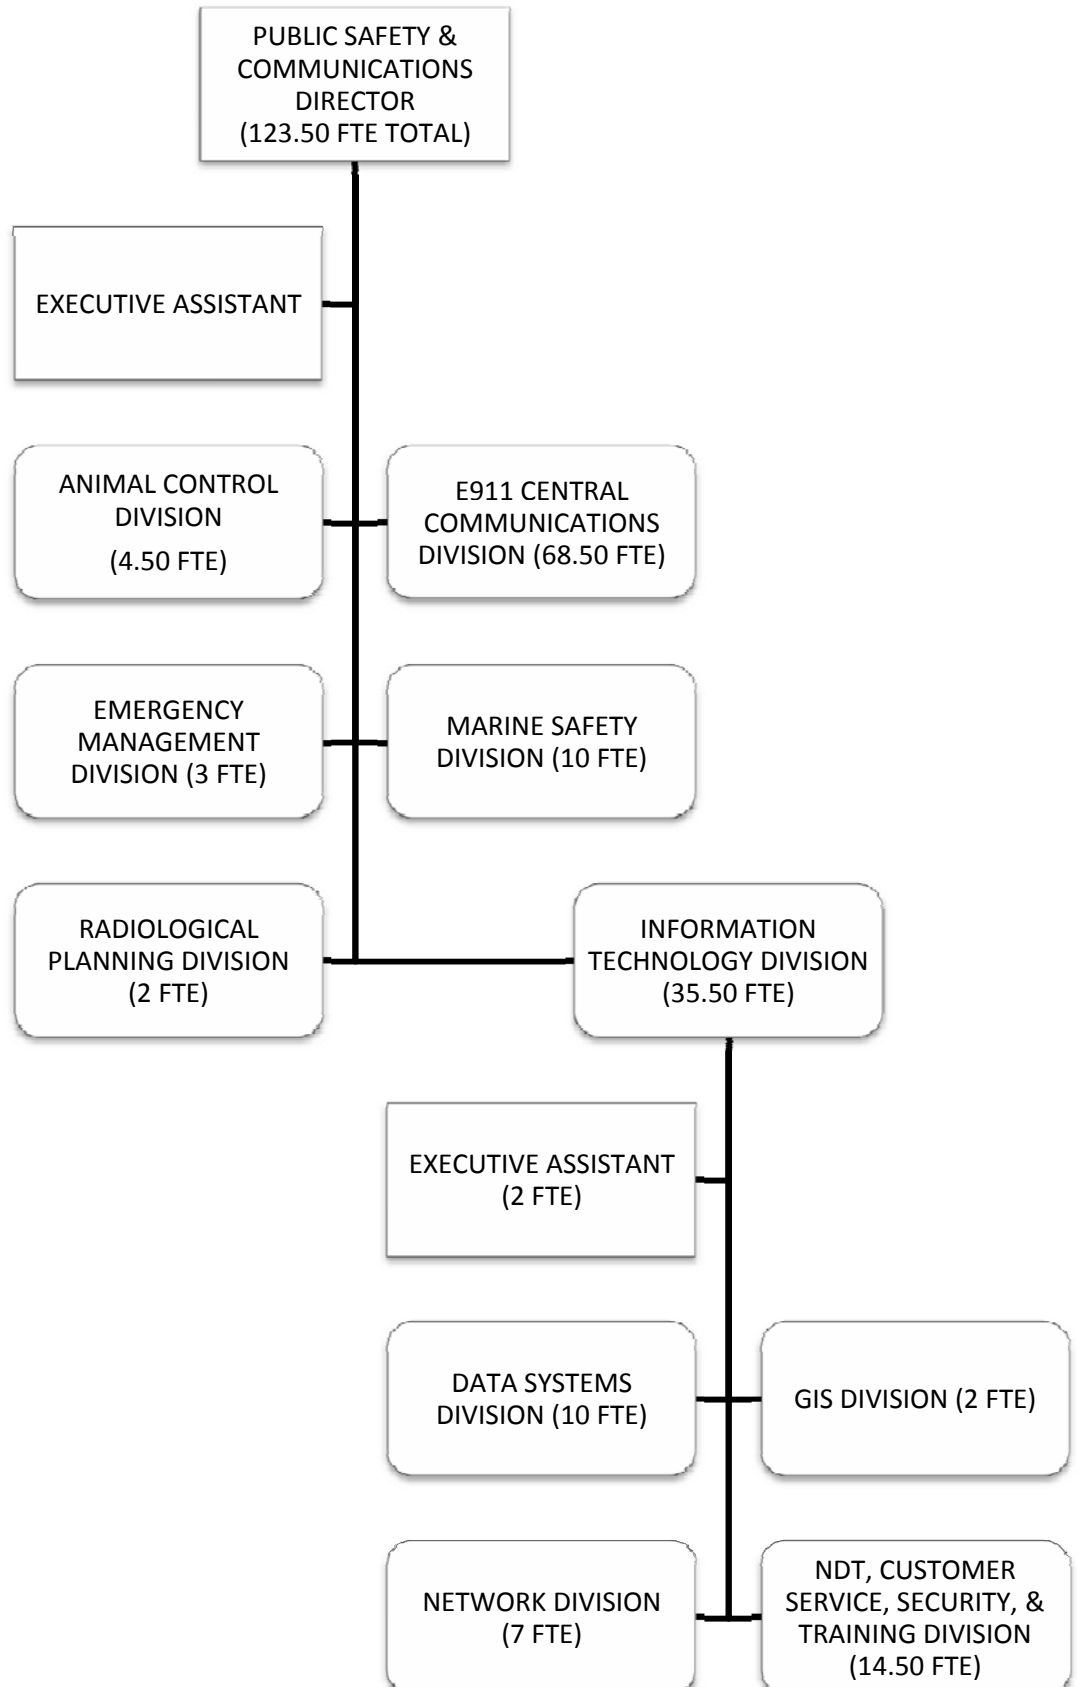 PUBLIC SAFETY &
COMMUNICATIONS
DIRECTOR
(123.50 FTE TOTAL)
EXECUTIVE ASSISTANT
ANIMAL CONTROL
DIVISION
(4.50 FTE)
E911 CENTRAL
COMMUNICATIONS
DIVISION (68.50 FTE)
EMERGENCY
MANAGEMENT
DIVISION (3 FTE)
MARINE SAFETY
DIVISION (10 FTE)
RADIOLOGICAL
PLANNING DIVISION
(2 FTE)
INFORMATION
TECHNOLOGY DIVISION
(35.50 FTE)
EXECUTIVE ASSISTANT
(2 FTE)
DATA SYSTEMS
DIVISION (10 FTE)
GIS DIVISION (2 FTE)
NETWORK DIVISION
(7 FTE)
NDT, CUSTOMER
SERVICE, SECURITY, &
TRAINING DIVISION
(14.50 FTE)